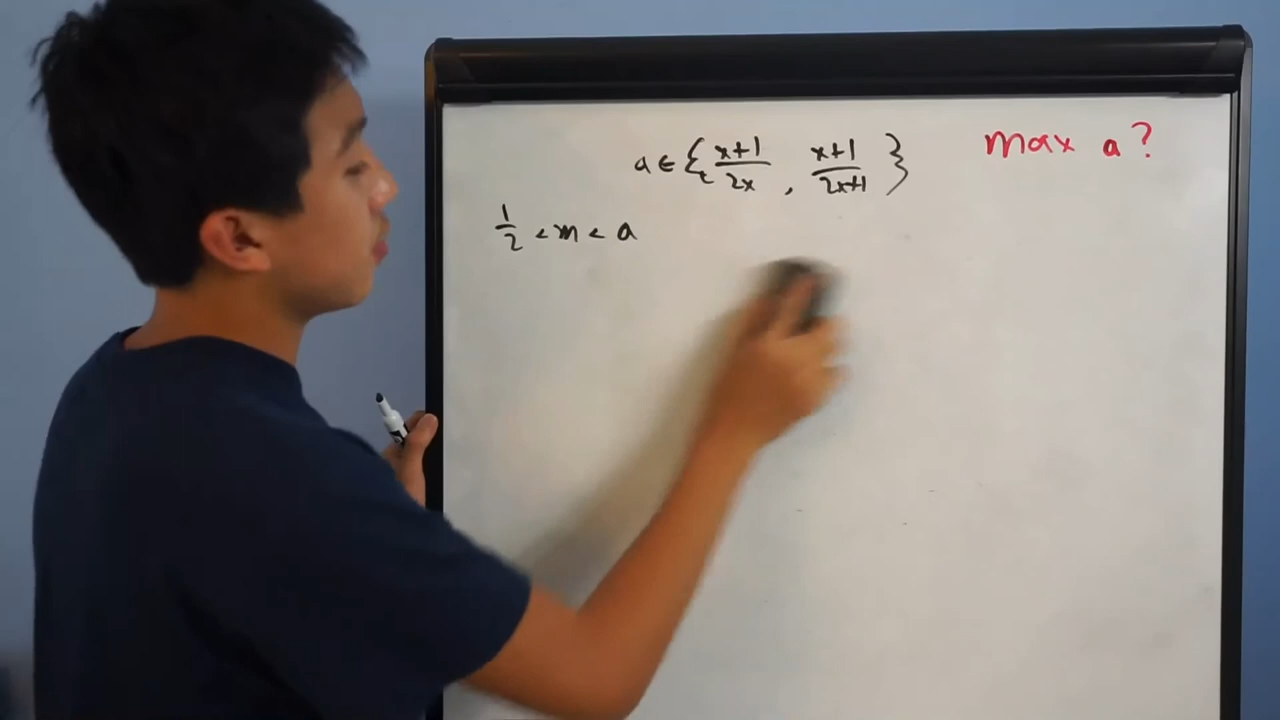 a ∈ { x+1/2x , x+1/2x+1 } max a?
1/2 < m < a